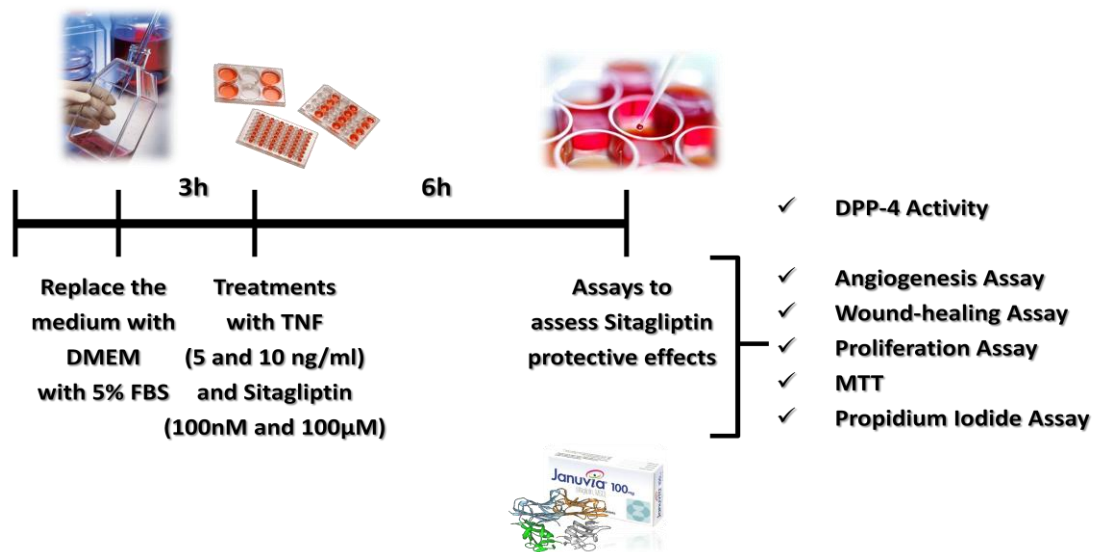 3h
6h
Replace the
medium with
DMEM
with 5% FBS
Treatments
with TNF
(5 and 10 ng/ml)
and Sitagliptin
(100nM and 100µM)
Assays to
assess Sitagliptin
protective effects
✓ DPP-4 Activity
✓ Angiogenesis Assay
✓ Wound-healing Assay
✓ Proliferation Assay
✓ MTT
✓ Propidium Iodide Assay
Januvia 100mg